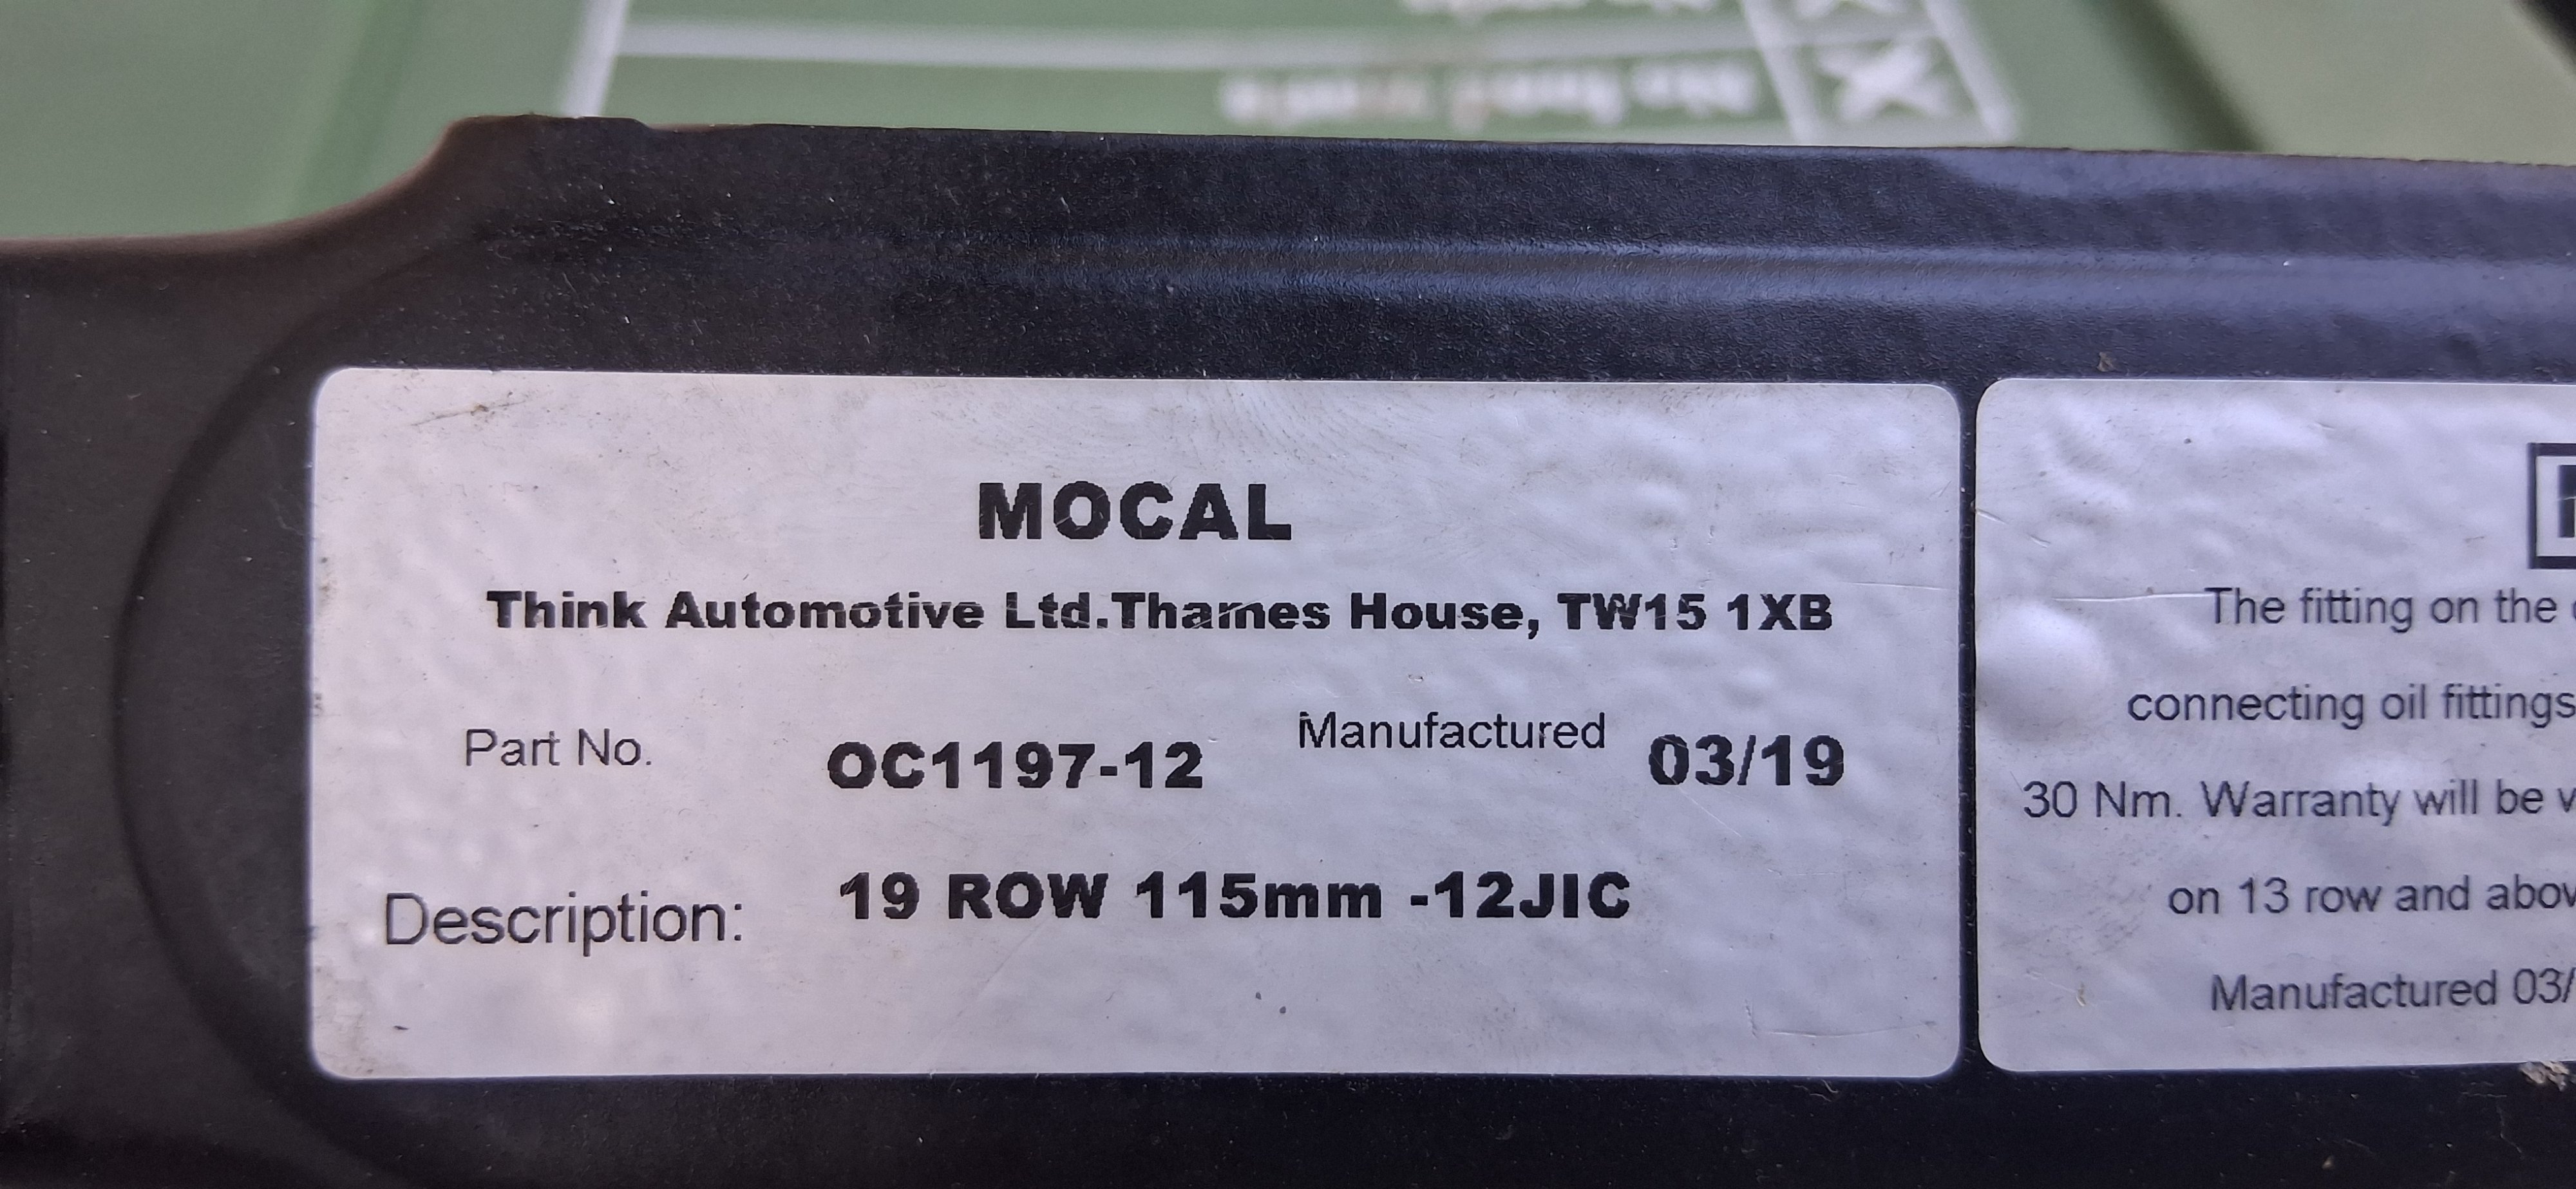 MOCAL
Think Automotive Ltd.Thames House, TW15 1XB
Part No. OC1197-12 Manufactured 03/19
Description: 19 ROW 115mm -12JIC
The fitting on the
connecting oil fittings
30 Nm. Warranty will be
on 13 row and
Manufactured 03/